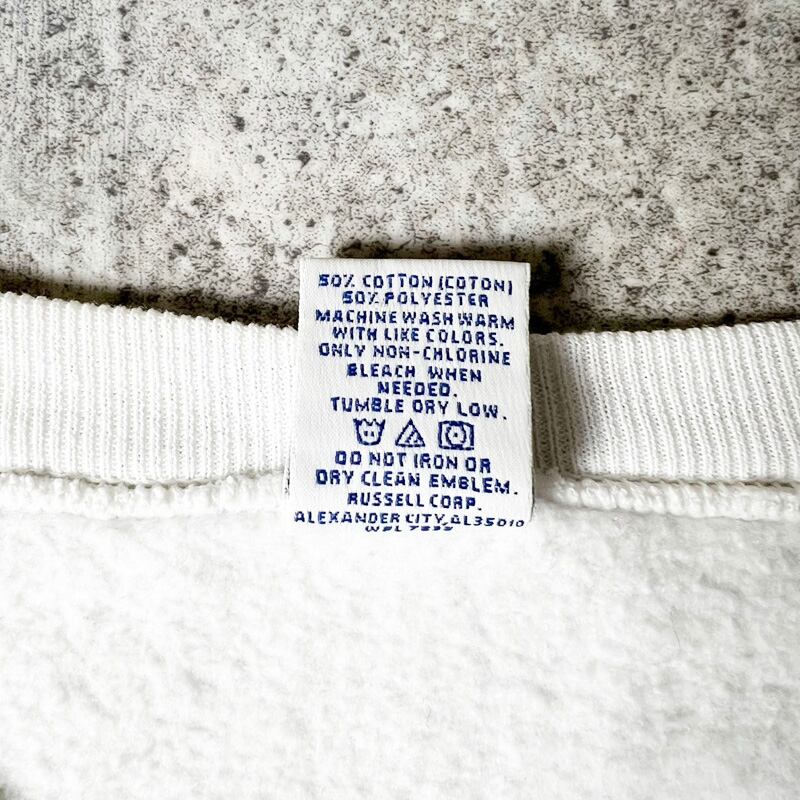 50% COTTON (COTON)
50% POLYESTER
MACHINE WASH WARM
WITH LIKE COLORS.
ONLY NON-CHLORINE
BLEACH WHEN
NEEDED.
TUMBLE DRY LOW.
DO NOT IRON OR
DRY CLEAN EMBLEM.
RUSSELL CORP.
ALEXANDER CITY, AL35010